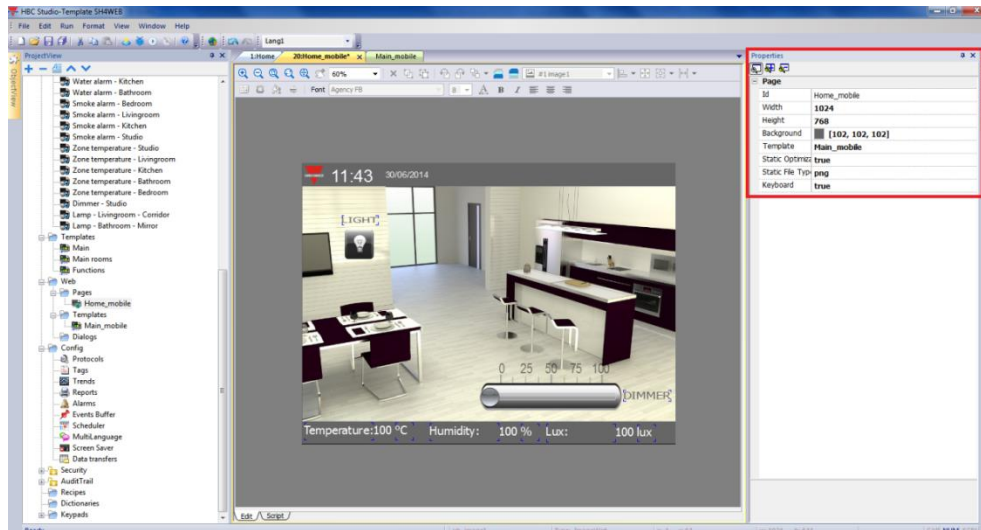 HBC Studio-Template SH4WEB
File Edit Run Format View Window Help
Lang1
ProjectView
1:Home 20:Home_mobile* x Main_mobile
Properties
ObjectView
60%
#1 image1
Font Agency FB
8
A B I
Water alarm - Kitchen
Water alarm - Bathroom
Smoke alarm - Bedroom
Smoke alarm - Livingroom
Smoke alarm - Kitchen
Smoke alarm - Studio
Zone temperature - Studio
Zone temperature - Livingroom
Zone temperature - Kitchen
Zone temperature - Bathroom
Zone temperature - Bedroom
Dimmer - Studio
Lamp - Livingroom - Corridor
Lamp - Bathroom - Mirror
Templates
Main
Main rooms
Functions
Web
Pages
Home_mobile
Templates
Main_mobile
Dialogs
Config
Protocols
Tags
Trends
Reports
Alarms
Events Buffer
Scheduler
MultiLanguage
Screen Saver
Data transfers
Security
AuditTrail
Recipes
Dictionaries
Keypads
11:43 30/06/2014
LIGHT
0 25 50 75 100
DIMMER
Temperature:100 °C Humidity: 100 % Lux: 100 lux
Edit Script
Page
Id Home_mobile
Width 1024
Height 768
Background [102, 102, 102]
Template Main_mobile
Static Optimiza true
Static File Typ png
Keyboard true
Ready